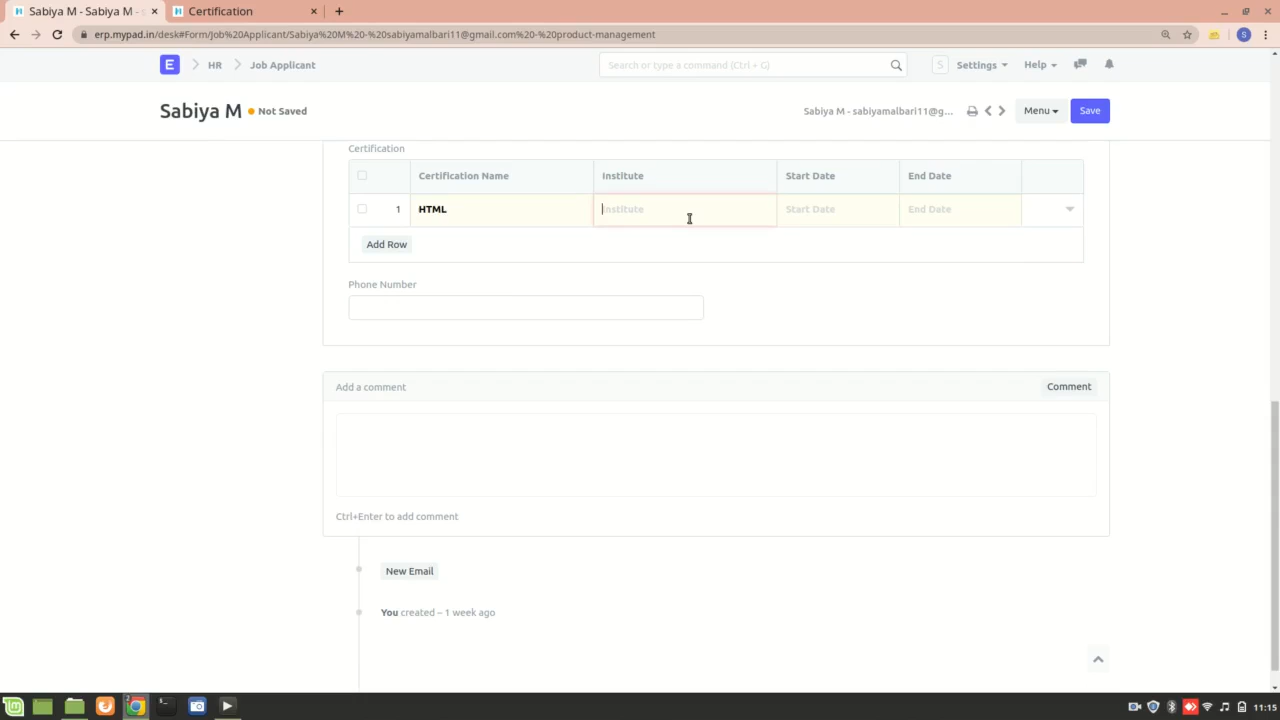 Sabiya M - Sabiya M - s
Certification
erp.mypad.in/desk#Form/Job%20Applicant/Sabiya%20M%20-%20sabiyamalbari11@gmail.com%20-%20product-management
S
E HR Job Applicant Search or type a command (Ctrl + G) S Settings Help
Sabiya M Not Saved Sabiya M - sabiyamalbari11@g... Menu Save
Certification
Certification Name Institute Start Date End Date
1 HTML Institute Start Date End Date
Add Row
Phone Number
Add a comment Comment
Ctrl+Enter to add comment
New Email
You created – 1 week ago
2
11:15